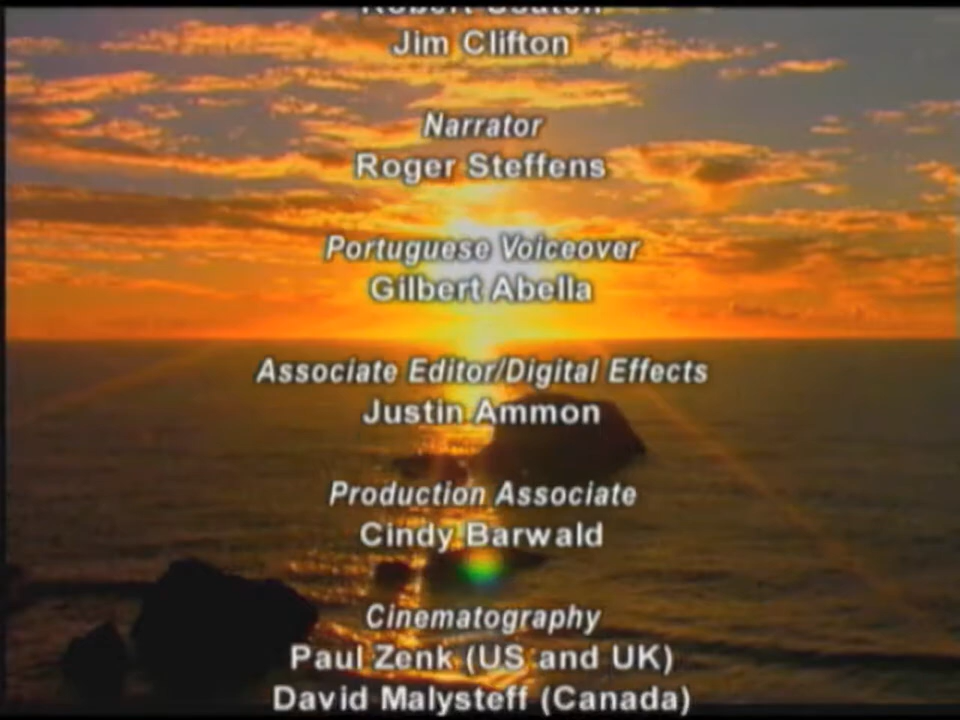 Jim Clifton
Narrator
Roger Steffens
Portuguese Voiceover
Gilbert Abella
Associate Editor/Digital Effects
Justin Ammon
Production Associate
Cindy Barwald
Cinematography
Paul Zenk (US and UK)
David Malysteff (Canada)